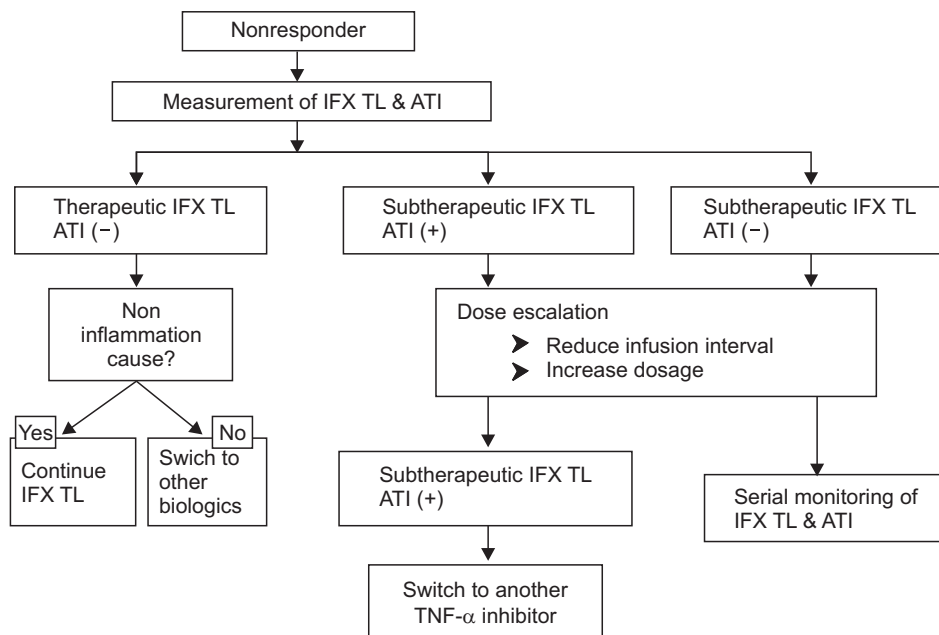 Nonresponder
Measurement of IFX TL & ATI
Therapeutic IFX TL
ATI (−)
Subtherapeutic IFX TL
ATI (+)
Subtherapeutic IFX TL
ATI (−)
Non
inflammation
cause?
Dose escalation
➤ Reduce infusion interval
➤ Increase dosage
Yes
Continue
IFX TL
No
Swich to
other
biologics
Subtherapeutic IFX TL
ATI (+)
Serial monitoring of
IFX TL & ATI
Switch to another
TNF-α inhibitor